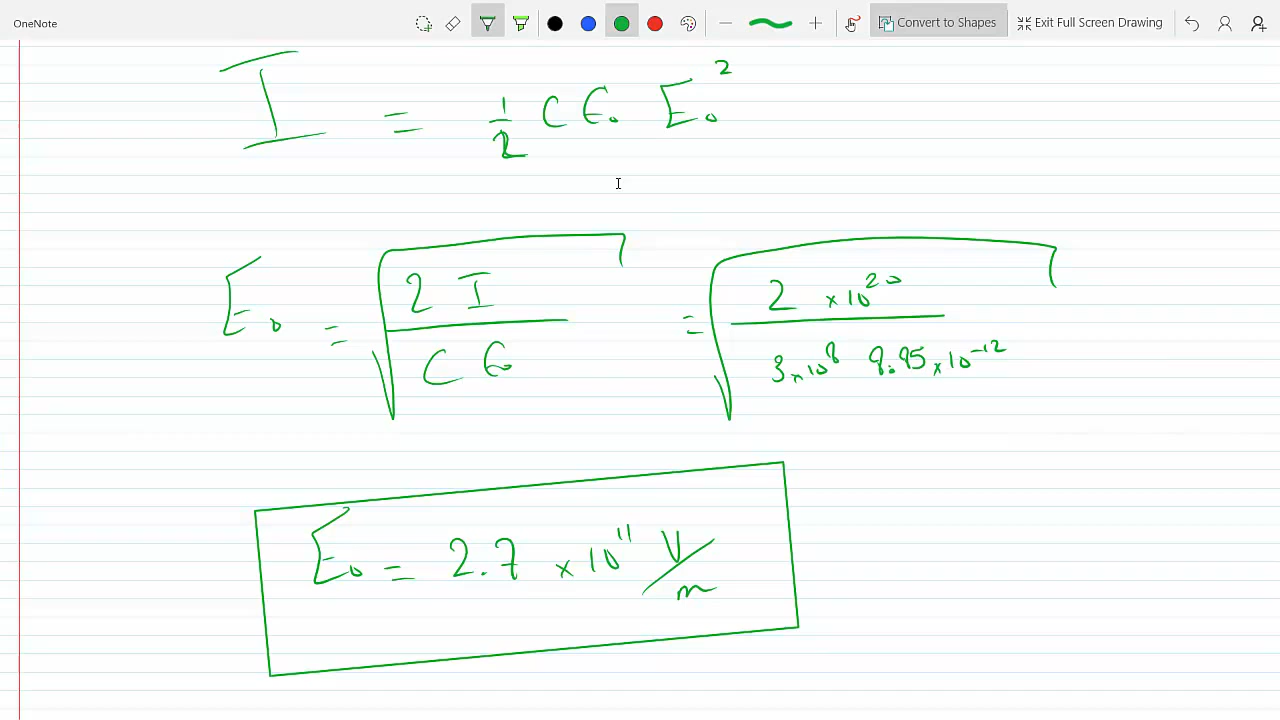 OneNote Convert to Shapes Exit Full Screen Drawing
I = 1/2 C ϵ₀ E₀²
E₀ = √(2 I / C ϵ₀) = √(2 ×10²⁰ / 3×10⁸ 8.85×10⁻¹²)
E₀ = 2.7 ×10¹¹ V/m